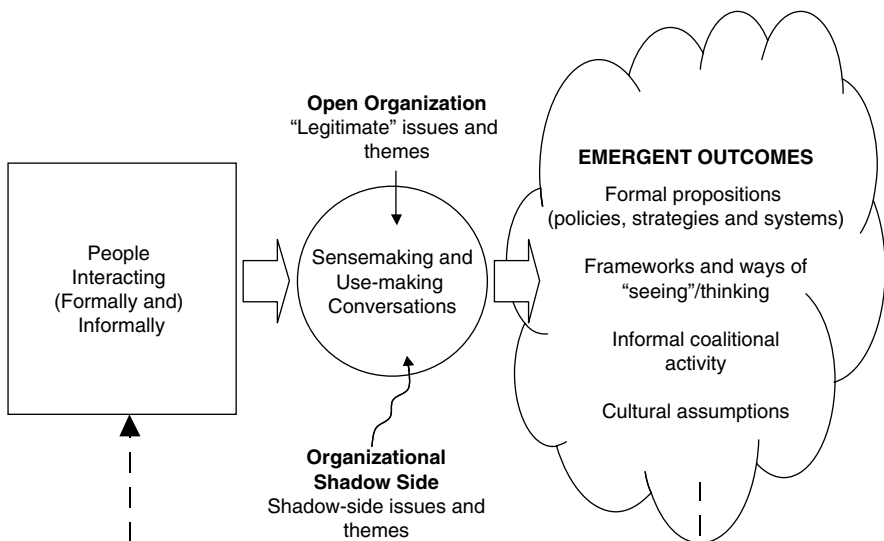 People
Interacting
(Formally and)
Informally
Open Organization
“Legitimate” issues and
themes
Sensemaking and
Use-making
Conversations
Organizational
Shadow Side
Shadow-side issues and
themes
EMERGENT OUTCOMES
Formal propositions
(policies, strategies and systems)
Frameworks and ways of
“seeing”/thinking
Informal coalitional
activity
Cultural assumptions